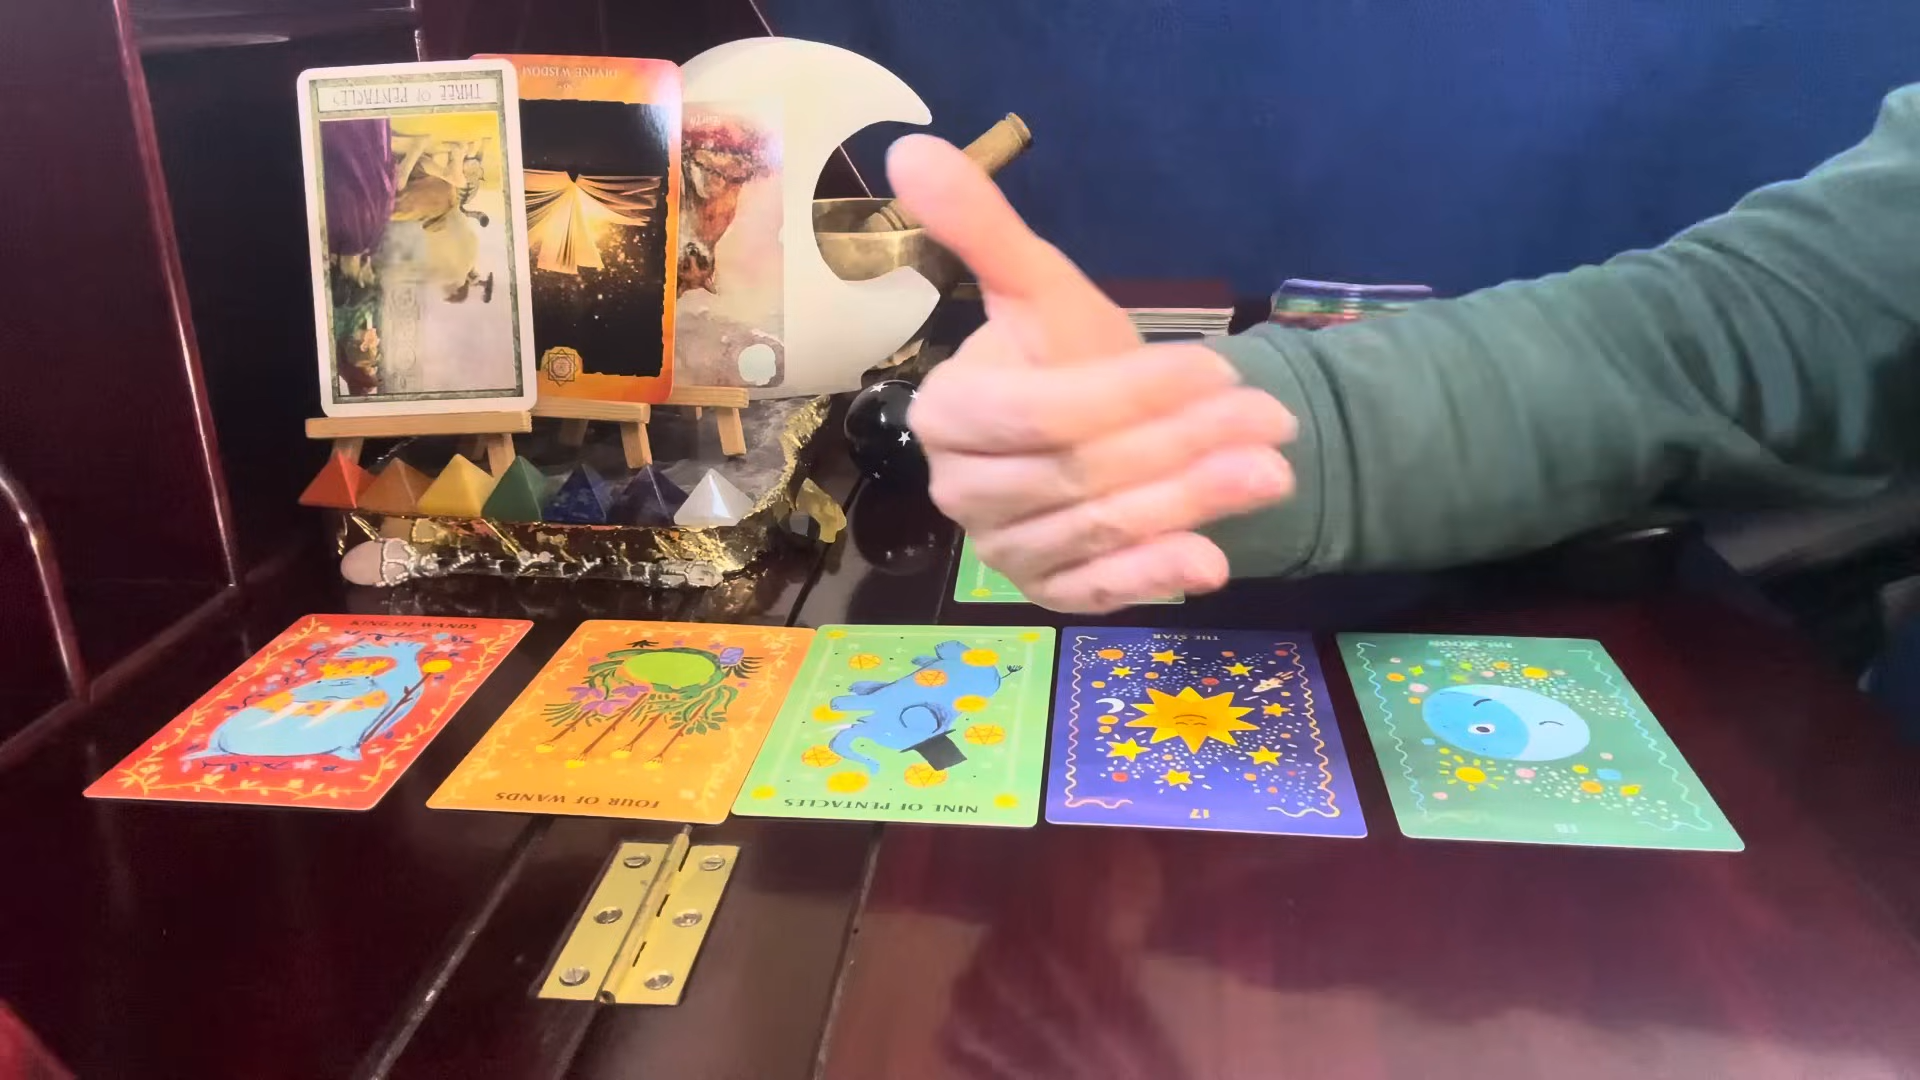 THREE OF PENTACLES
DIVINE WISDOM
KING OF WANDS
FOUR OF WANDS
NINE OF PENTACLES
THE STAR
17
THE MOON
18